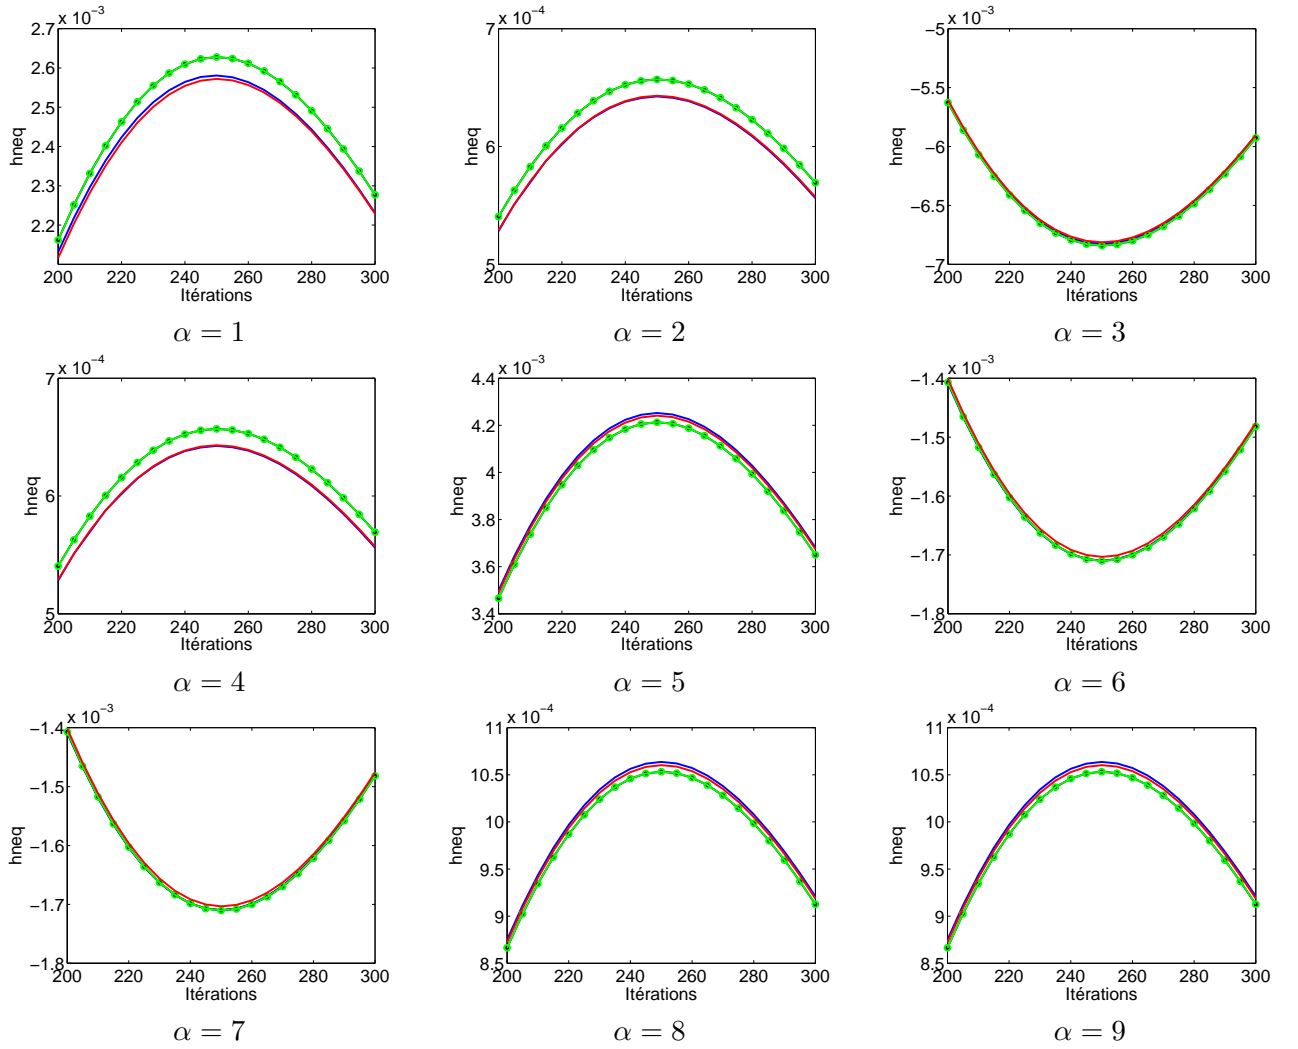 x 10⁻³
2.7
2.6
2.5
2.4
2.3
2.2
hneq
200 220 240 260 280 300
Itérations
α = 1
x 10⁻⁴
7
6
5
hneq
200 220 240 260 280 300
Itérations
α = 2
x 10⁻³
−5
−5.5
−6
−6.5
−7
hneq
200 220 240 260 280 300
Itérations
α = 3
x 10⁻⁴
7
6
5
hneq
200 220 240 260 280 300
Itérations
α = 4
x 10⁻³
4.4
4.2
4
3.8
3.6
3.4
hneq
200 220 240 260 280 300
Itérations
α = 5
x 10⁻³
−1.4
−1.5
−1.6
−1.7
−1.8
hneq
200 220 240 260 280 300
Itérations
α = 6
x 10⁻³
−1.4
−1.5
−1.6
−1.7
−1.8
hneq
200 220 240 260 280 300
Itérations
α = 7
x 10⁻⁴
11
10.5
10
9.5
9
8.5
hneq
200 220 240 260 280 300
Itérations
α = 8
x 10⁻⁴
11
10.5
10
9.5
9
8.5
hneq
200 220 240 260 280 300
Itérations
α = 9